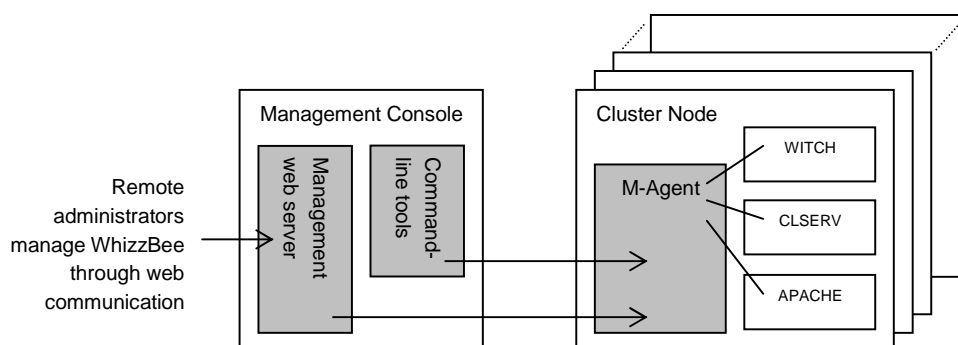 Remote
administrators
manage WhizzBee
through web
communication
Management Console
Management
web server
Command-
line tools
Cluster Node
M-Agent
WITCH
CLSERV
APACHE